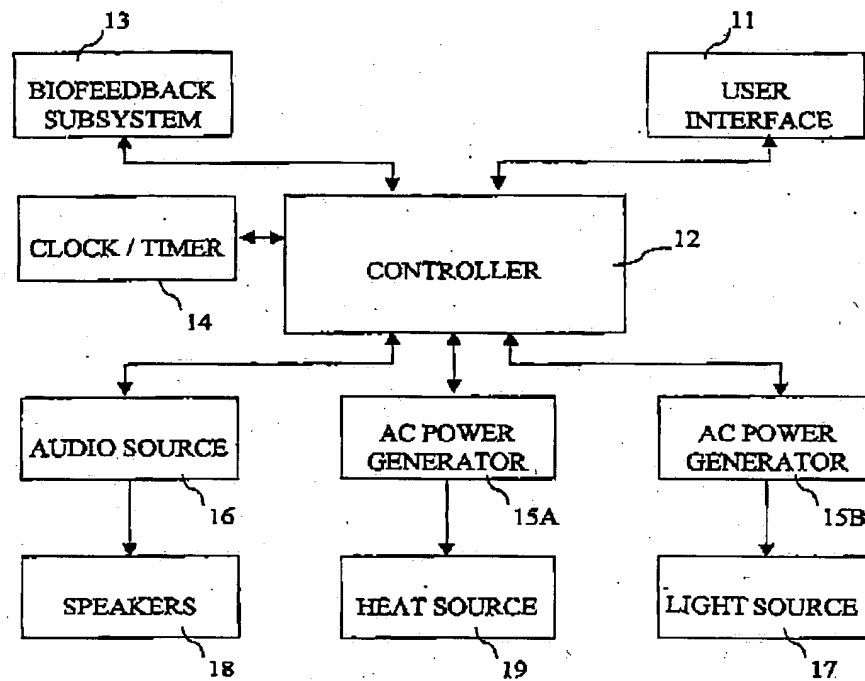 13
11
BIOFEEDBACK
SUBSYSTEM
USER
INTERFACE
CLOCK / TIMER
14
CONTROLLER
12
AUDIO SOURCE
16
AC POWER
GENERATOR
15A
AC POWER
GENERATOR
15B
SPEAKERS
18
HEAT SOURCE
19
LIGHT SOURCE
17